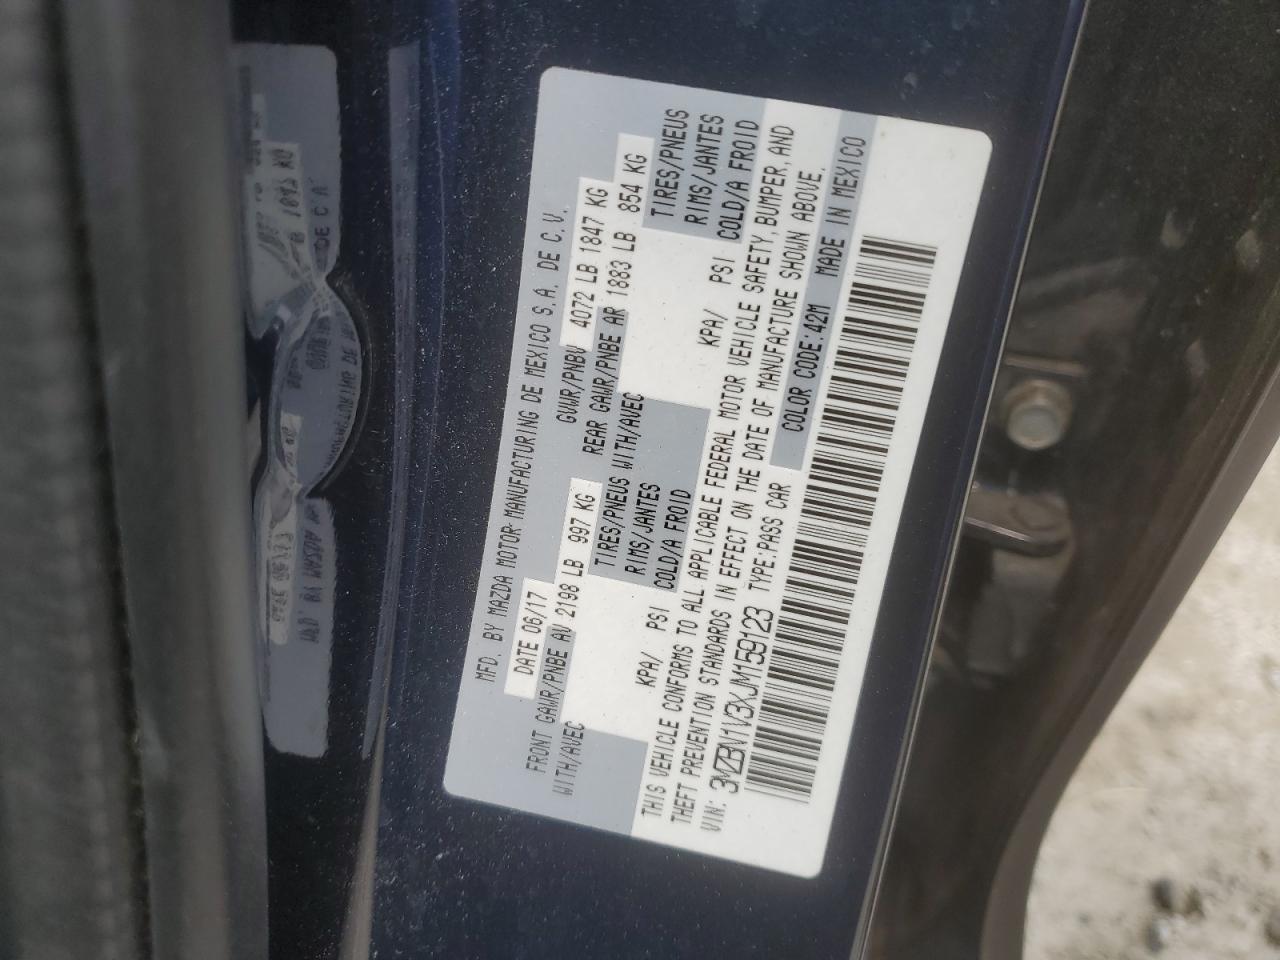 MFD. BY MAZDA MOTOR MANUFACTURING DE MEXICO S.A. DE C.V.
DATE 06/17 GVWR/PNBV 4072 LB 1847 KG
FRONT GAWR/PNBE AV 2198 LB 997 KG REAR GAWR/PNBE AR 1883 LB 854 KG
WITH/AVEC TIRES/PNEUS WITH/AVEC TIRES/PNEUS
RIMS/JANTES RIMS/JANTES
KPA/ PSI COLD/A FROID KPA/ PSI COLD/A FROID
THIS VEHICLE CONFORMS TO ALL APPLICABLE FEDERAL MOTOR VEHICLE SAFETY, BUMPER, AND
THEFT PREVENTION STANDARDS IN EFFECT ON THE DATE OF MANUFACTURE SHOWN ABOVE.
VIN: 3MZBN1V3XJM159123 TYPE:PASS CAR COLOR CODE:42M MADE IN MEXICO